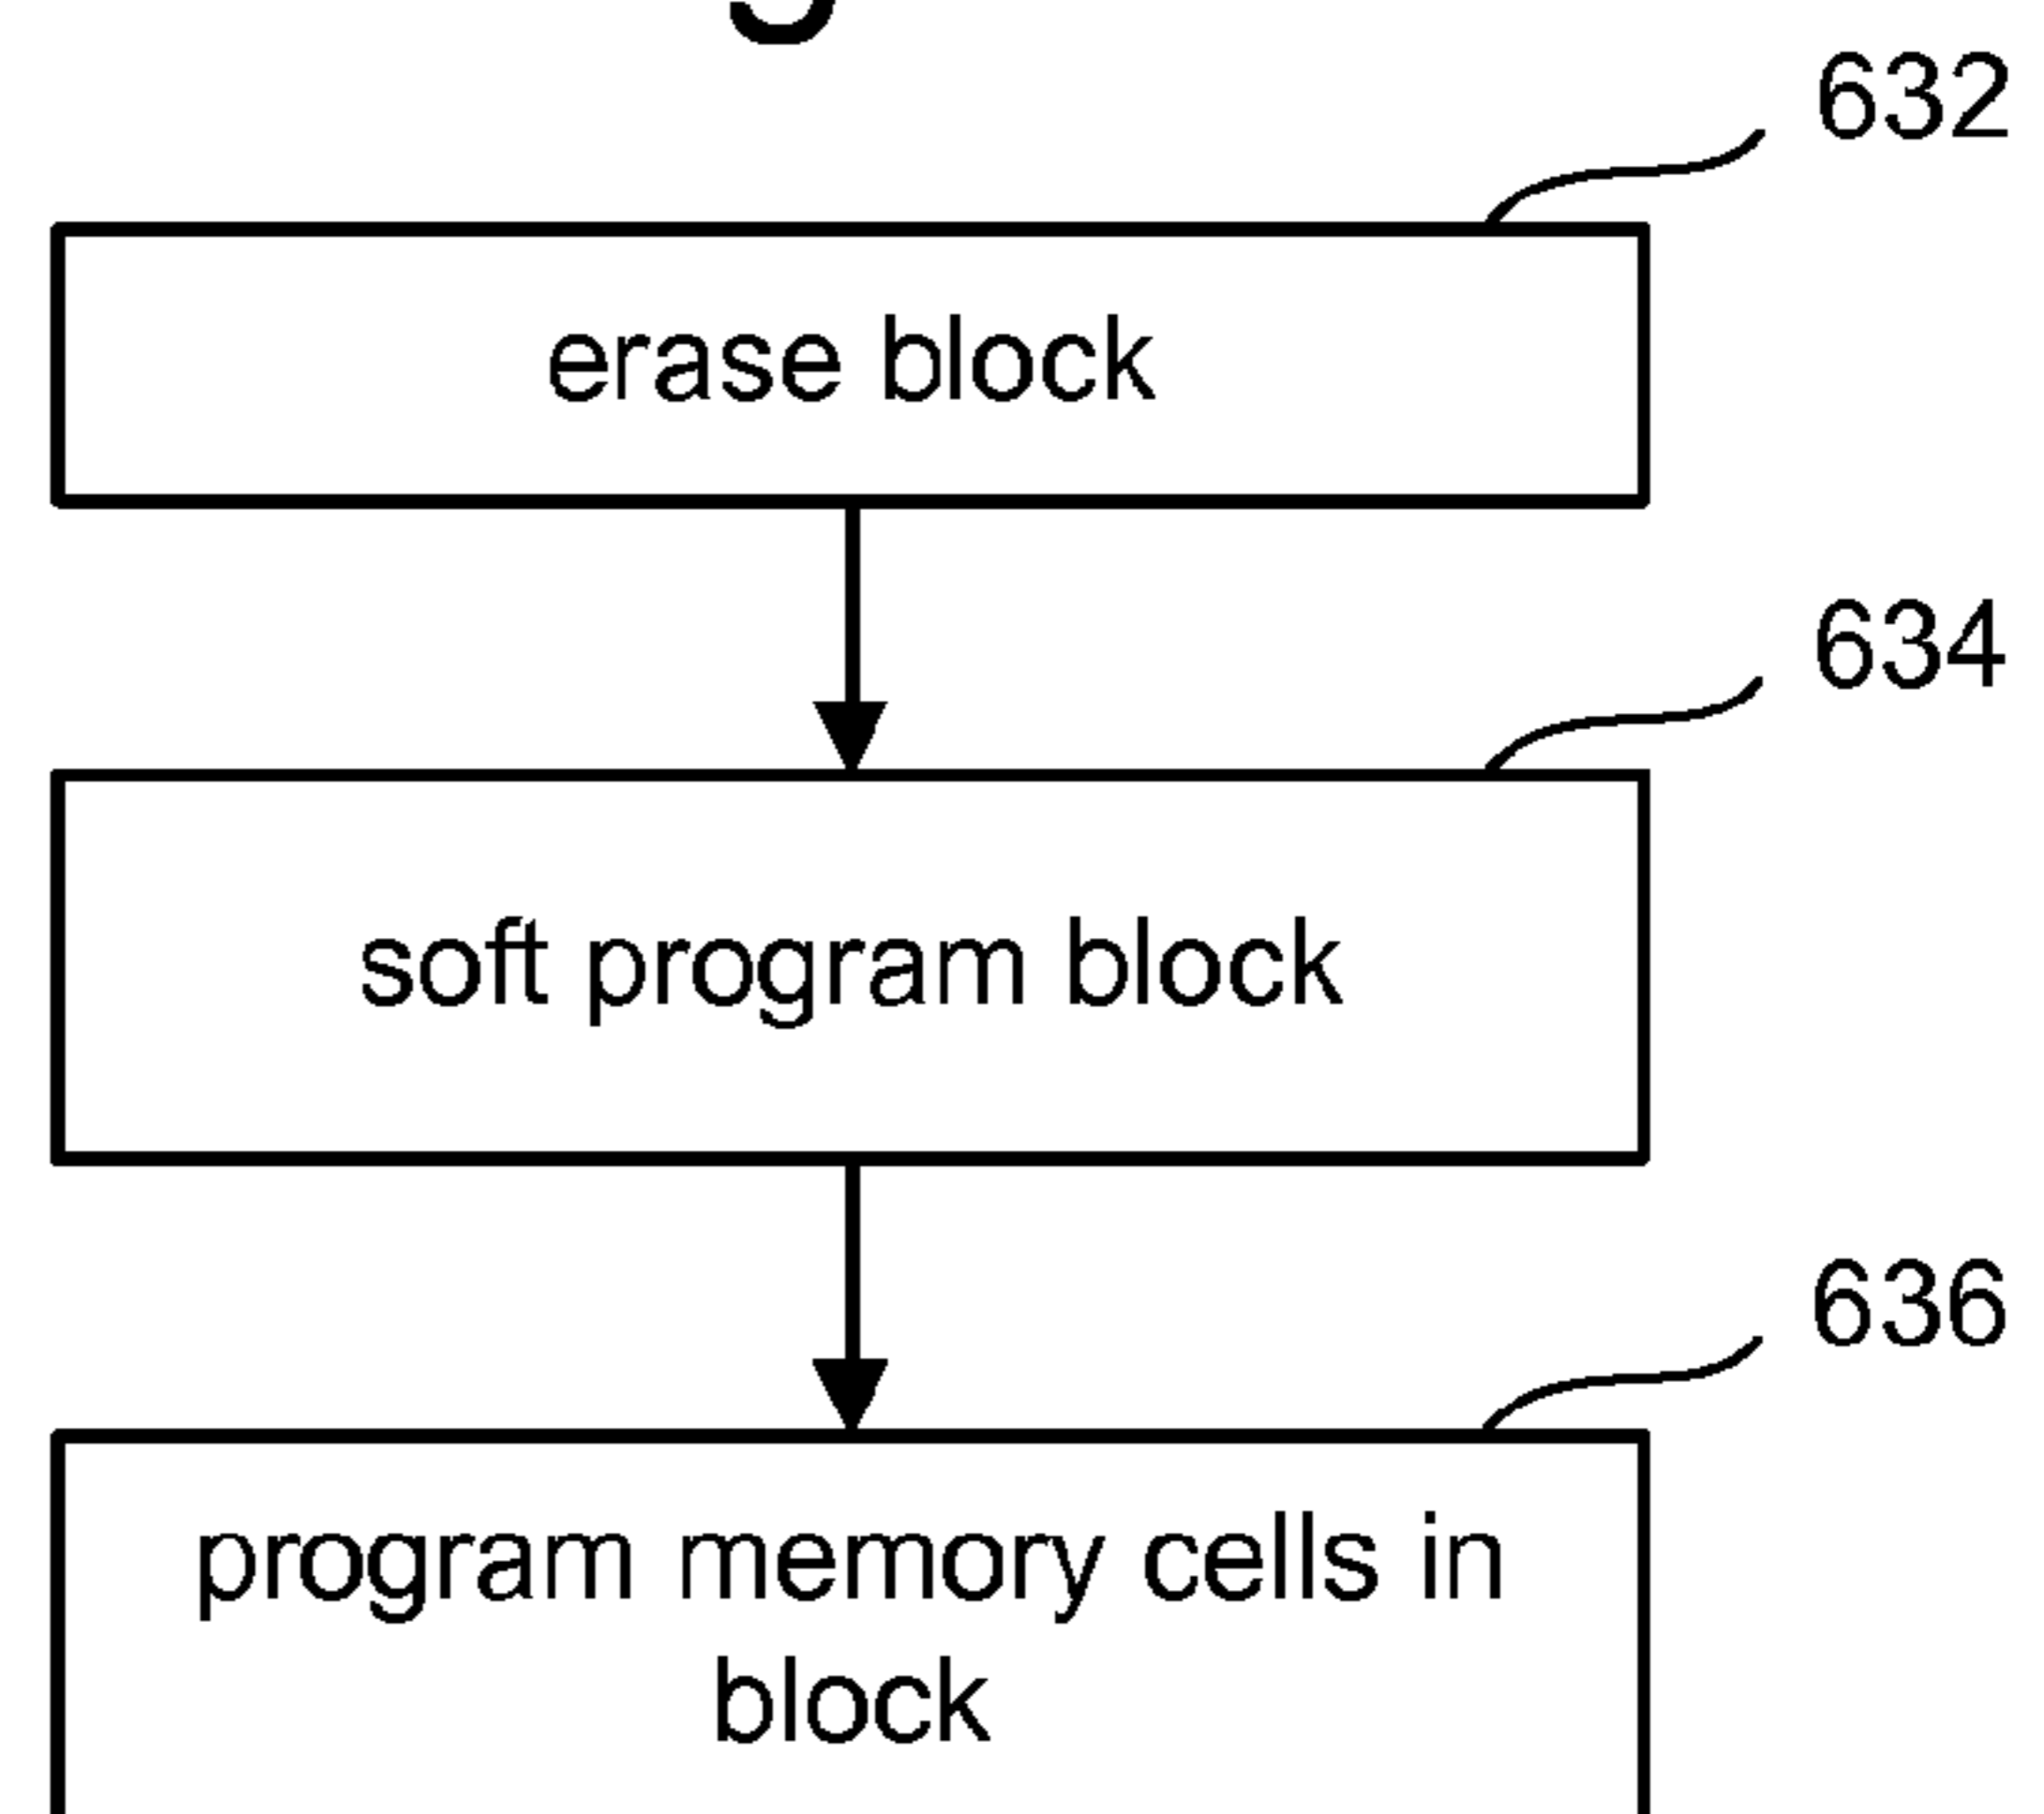 632
erase block
634
soft program block
636
program memory cells in
block